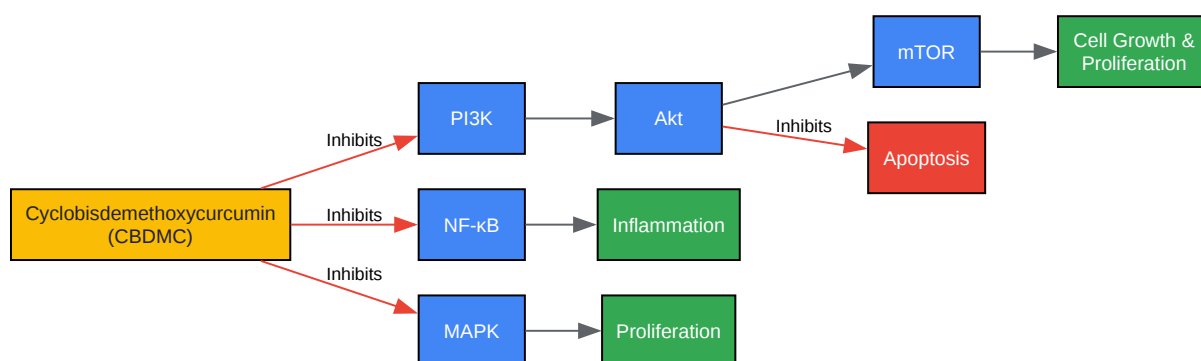 mTOR
Cell Growth &
Proliferation
PI3K
Akt
Inhibits
Inhibits
Apoptosis
Cyclobisdemethoxycurcumin
(CBDMC)
Inhibits
NF-κB
Inflammation
Inhibits
MAPK
Proliferation